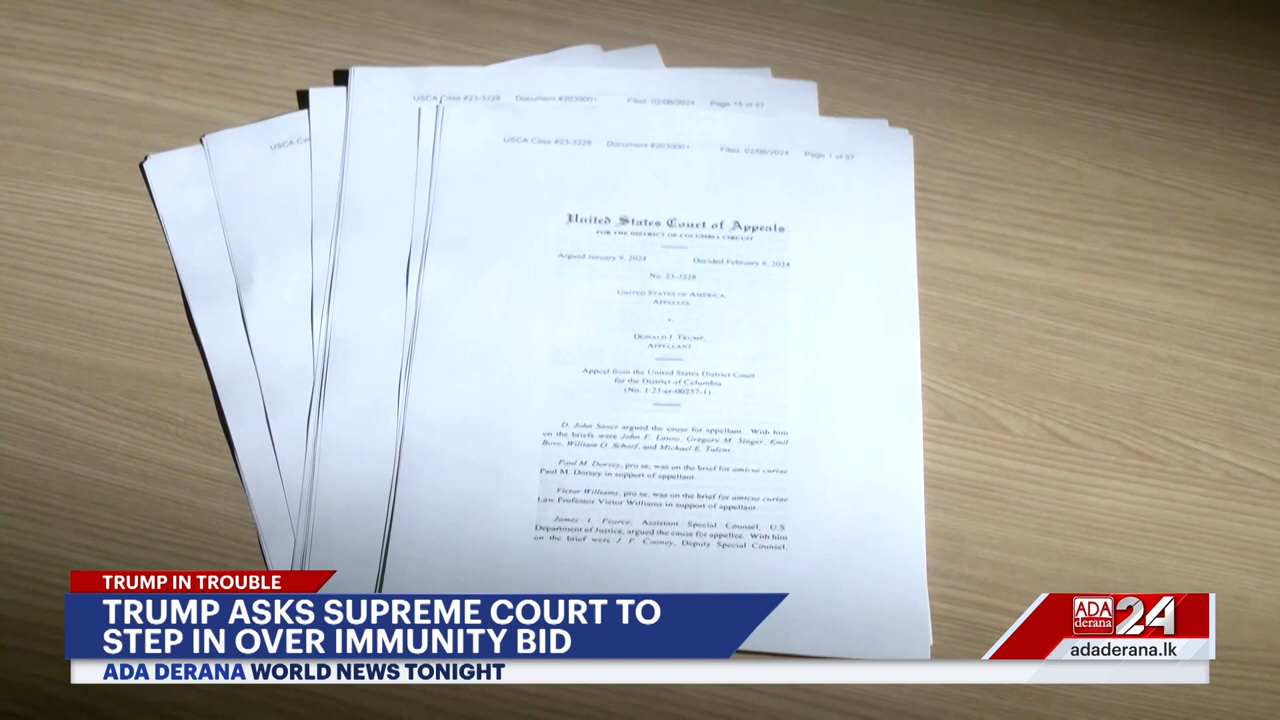 USCA Case #23-3228 Document #2039001 Filed: 02/06/2024 Page 15 of 57
USCA Ca
USCA Case #23-3228 Document #2039001 Filed: 02/06/2024 Page 1 of 57
United States Court of Appeals
FOR THE DISTRICT OF COLUMBIA CIRCUIT
Argued January 9, 2024 Decided February 6, 2024
No. 23-3228
UNITED STATES OF AMERICA,
APPELLEE
v.
DONALD J. TRUMP,
APPELLANT
Appeal from the United States District Court
for the District of Columbia
(No. 1:23-cr-00257-1)
D. John Sauer argued the cause for appellant. With him
on the briefs were John F. Lauro, Gregory M. Singer, Emil
Bove, William O. Scharf, and Michael E. Talent.
Paul M. Dorsey, pro se, was on the brief for amicus curiae
Paul M. Dorsey in support of appellant.
Victor Williams, pro se, was on the brief for amicus curiae
Law Professor Victor Williams in support of appellant.
James I. Pearce, Assistant Special Counsel, U.S.
Department of Justice, argued the cause for appellee. With him
on the brief were J. P. Cooney, Deputy Special Counsel,
TRUMP IN TROUBLE
TRUMP ASKS SUPREME COURT TO
STEP IN OVER IMMUNITY BID
ADA DERANA WORLD NEWS TONIGHT
ADA
derana 24
adaderana.lk